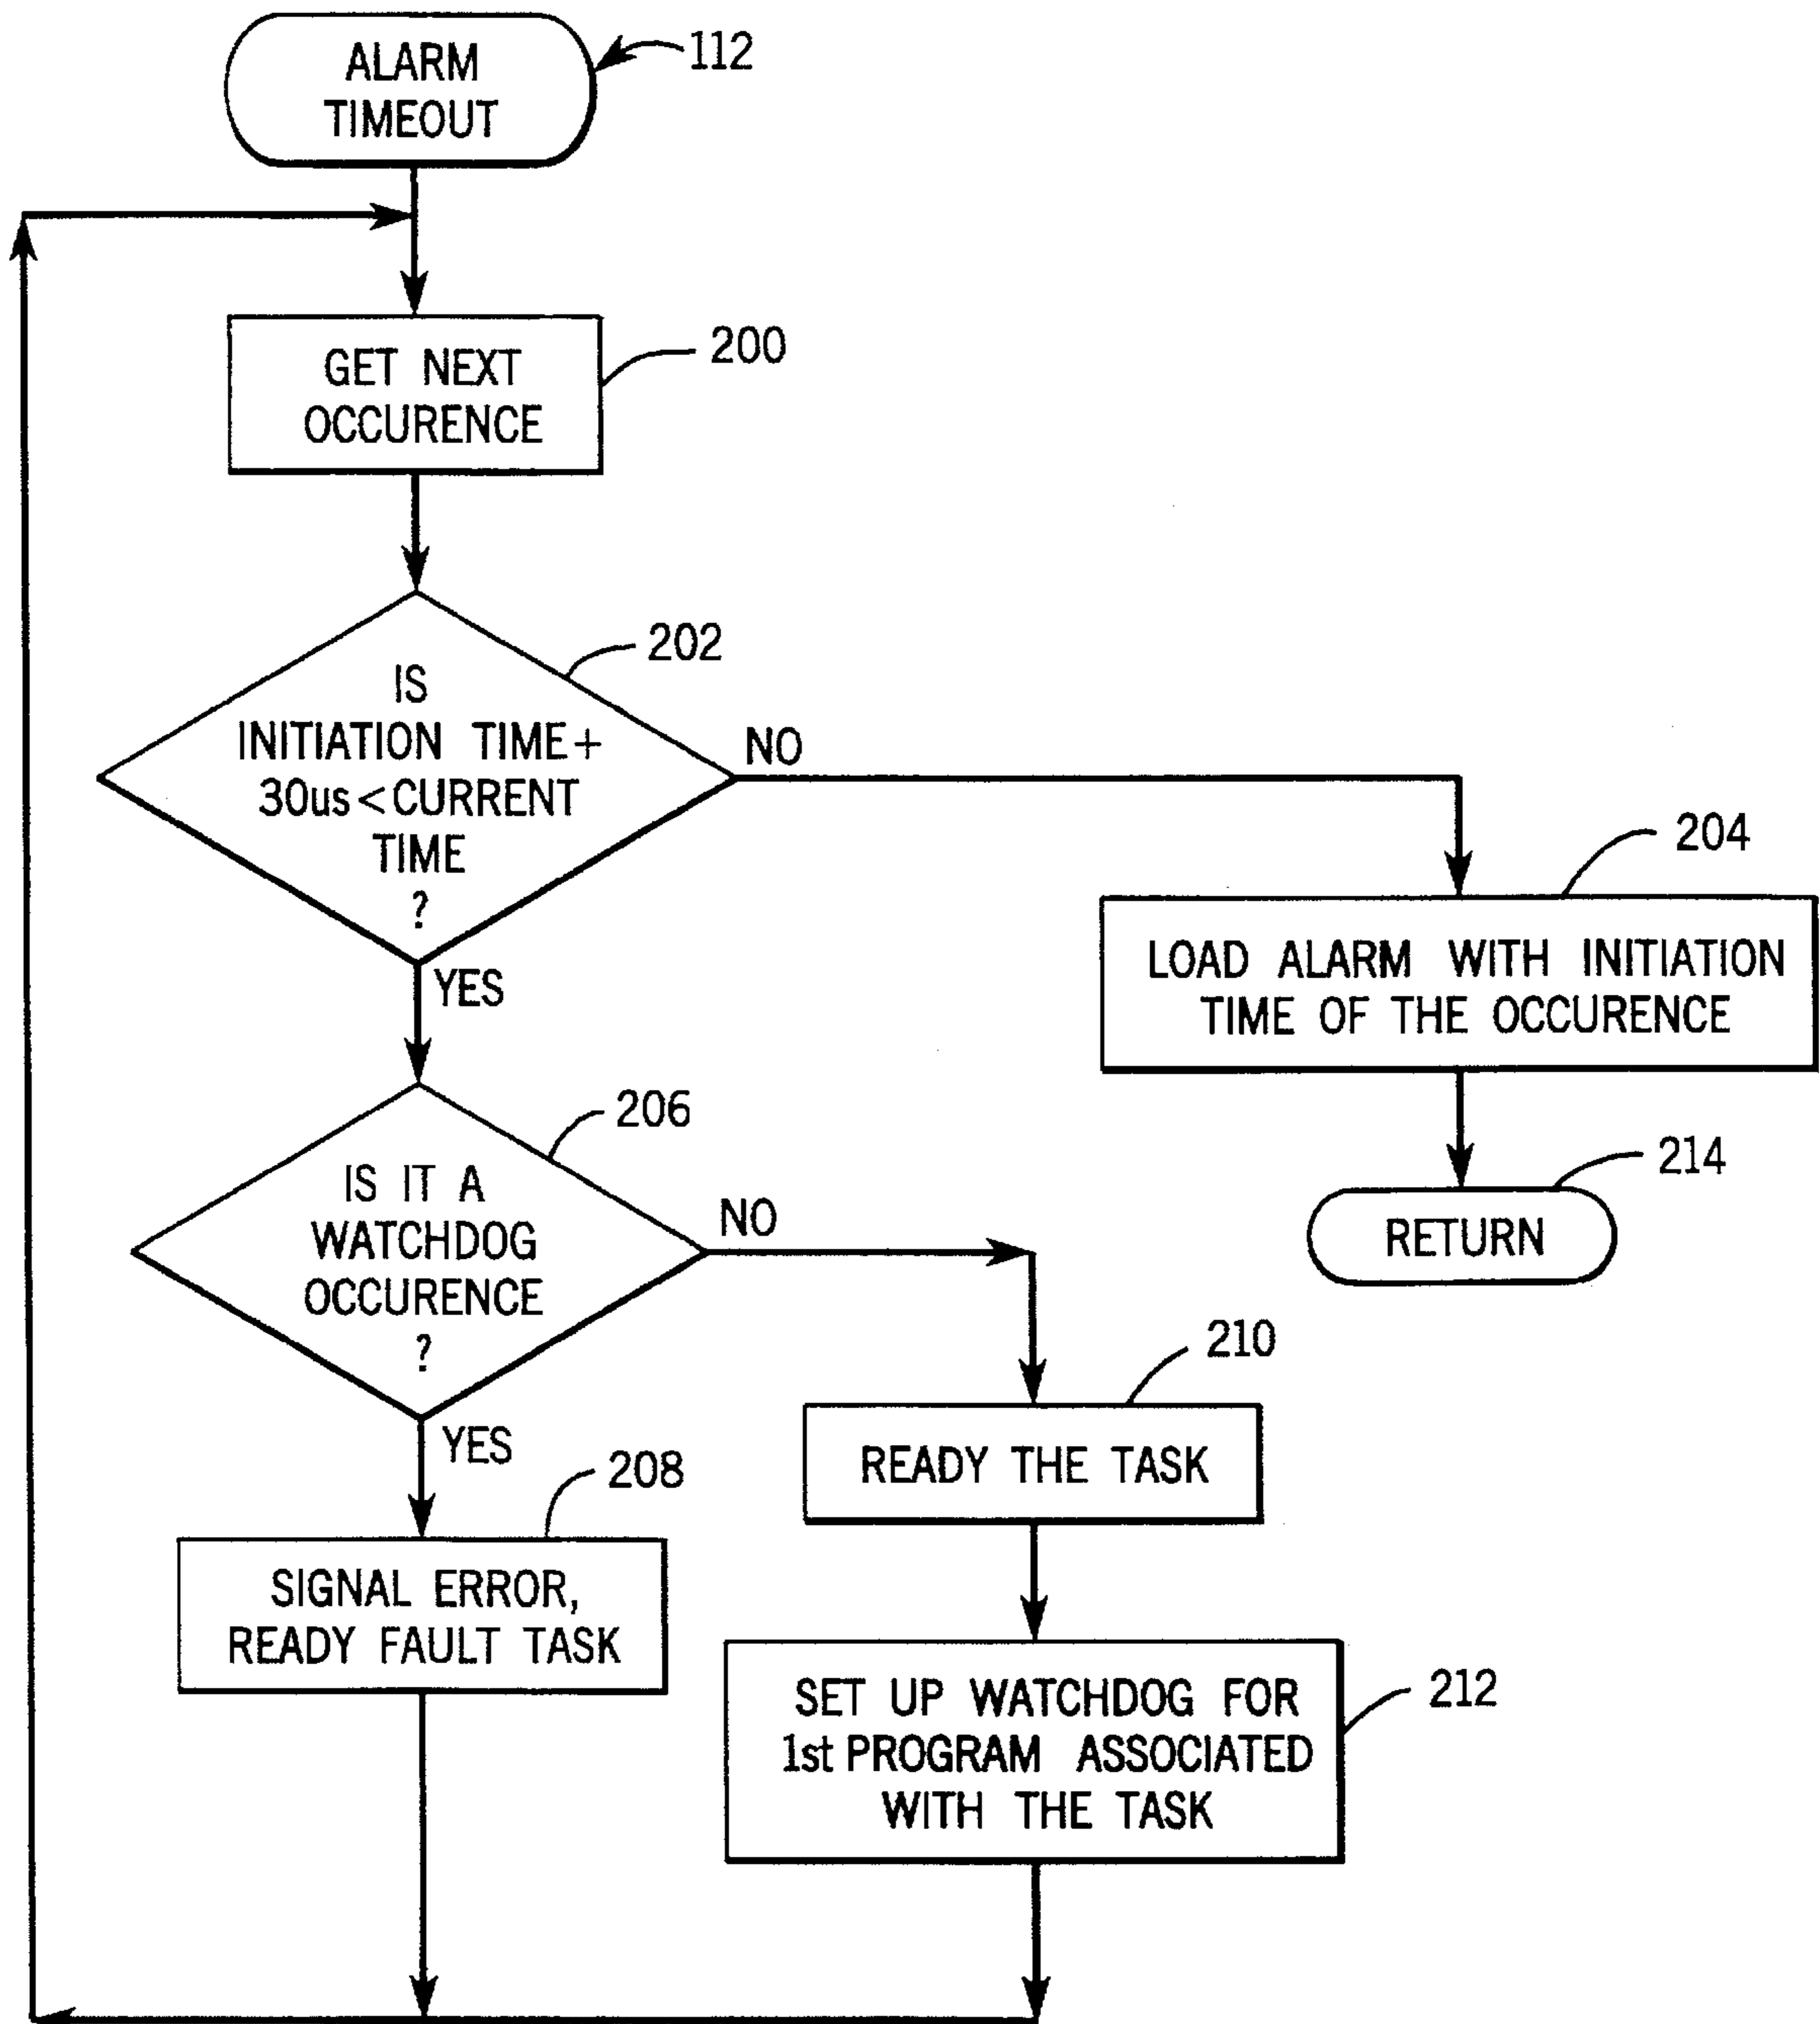 ALARM
TIMEOUT
112
GET NEXT
OCCURENCE
200
IS
INITIATION TIME+
30us<CURRENT
TIME
?
202
NO
YES
204
LOAD ALARM WITH INITIATION
TIME OF THE OCCURENCE
214
RETURN
206
IS IT A
WATCHDOG
OCCURENCE
?
NO
YES
210
READY THE TASK
208
SIGNAL ERROR,
READY FAULT TASK
SET UP WATCHDOG FOR
1st PROGRAM ASSOCIATED
WITH THE TASK
212